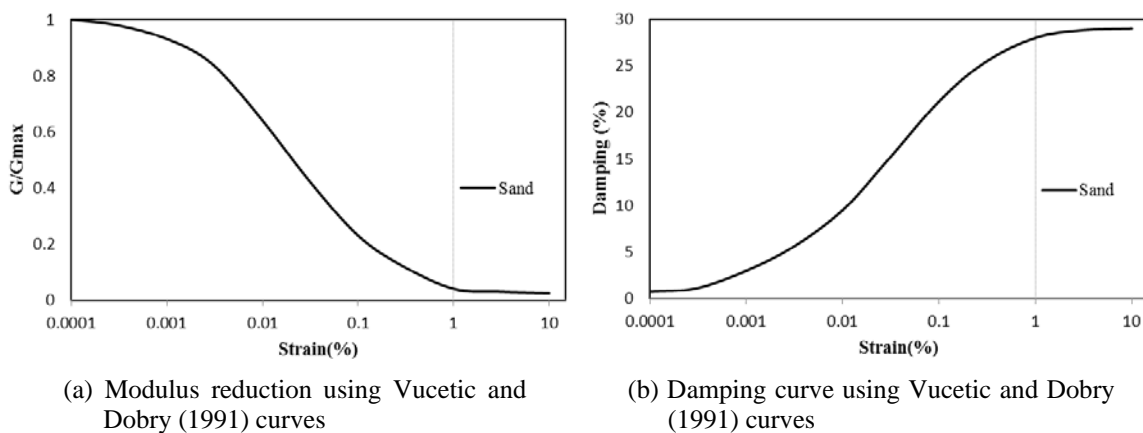 1
0.8
0.6
0.4
0.2
0
G/Gmax
Sand
0.0001 0.001 0.01 0.1 1 10
Strain(%)
(a) Modulus reduction using Vucetic and
Dobry (1991) curves
30
25
20
15
10
5
0
Damping (%)
Sand
0.0001 0.001 0.01 0.1 1 10
Strain(%)
(b) Damping curve using Vucetic and Dobry
(1991) curves